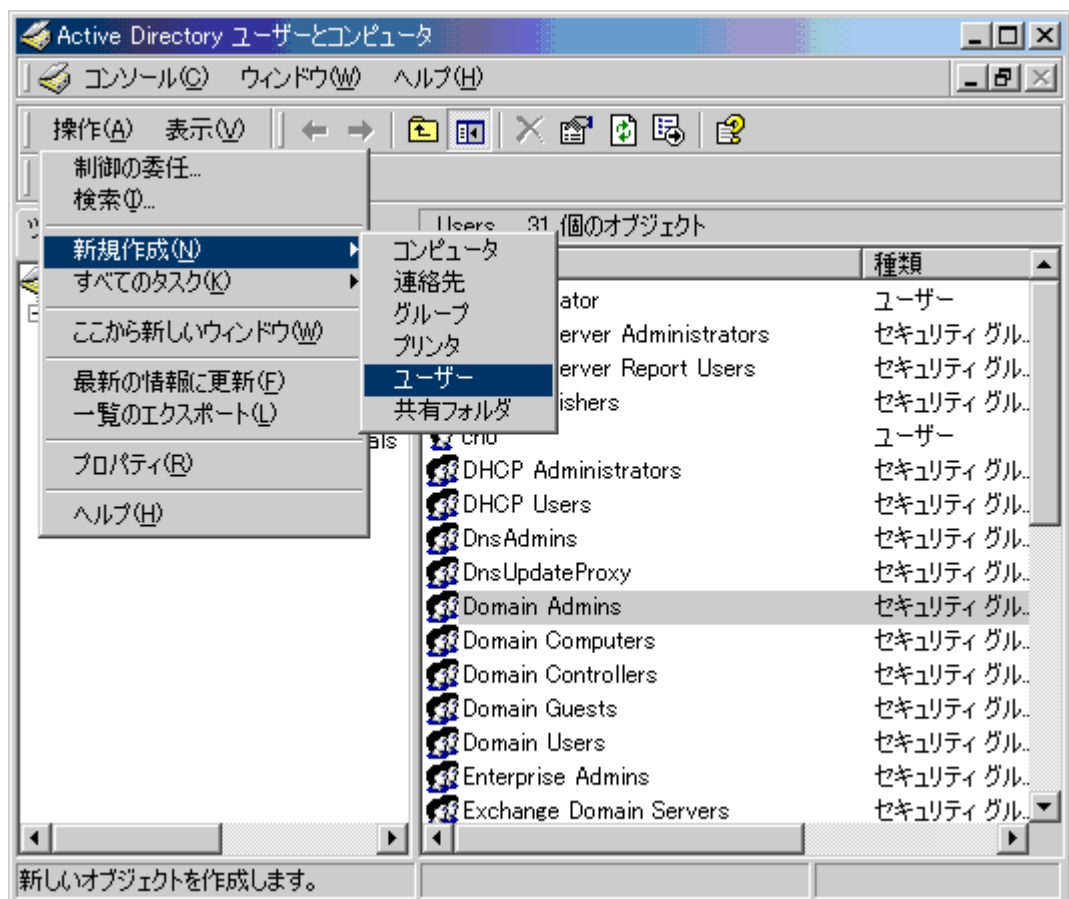 Active Directory ユーザーとコンピュータ
コンソール(C) ウィンドウ(W) ヘルプ(H)
操作(A) 表示(V)
制御の委任...
検索(I)...
新規作成(N)
すべてのタスク(K)
ここから新しいウィンドウ(W)
最新の情報に更新(F)
一覧のエクスポート(L)
プロパティ(R)
ヘルプ(H)
コンピュータ
連絡先
グループ
プリンタ
ユーザー
共有フォルダ
Users 31 個のオブジェクト
種類
ator ユーザー
erver Administrators セキュリティ グル..
erver Report Users セキュリティ グル..
ishers セキュリティ グル..
als
ユーザー
DHCP Administrators セキュリティ グル..
DHCP Users セキュリティ グル..
DnsAdmins セキュリティ グル..
DnsUpdateProxy セキュリティ グル..
Domain Admins セキュリティ グル..
Domain Computers セキュリティ グル..
Domain Controllers セキュリティ グル..
Domain Guests セキュリティ グル..
Domain Users セキュリティ グル..
Enterprise Admins セキュリティ グル..
Exchange Domain Servers セキュリティ グル..
新しいオブジェクトを作成します。